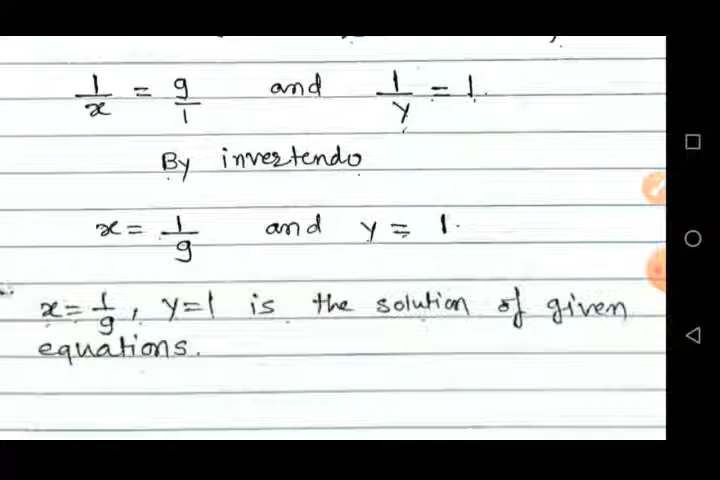 1/x = 9/1 and 1/y = 1
By invertendo
x = 1/9 and y = 1.
x = 1/9, y=1 is the solution of given
equations.